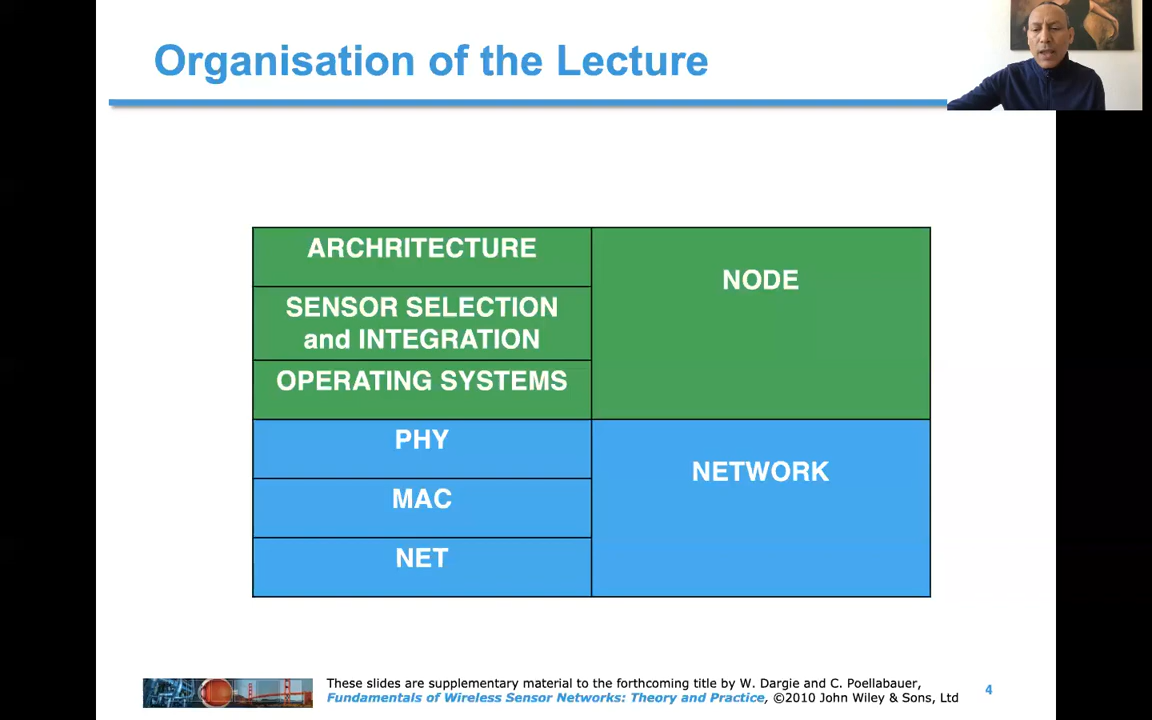 Organisation of the Lecture
ARCHRITECTURE
NODE
SENSOR SELECTION
and INTEGRATION
OPERATING SYSTEMS
PHY
NETWORK
MAC
NET
These slides are supplementary material to the forthcoming title by W. Dargie and C. Poellabauer,
Fundamentals of Wireless Sensor Networks: Theory and Practice, ©2010 John Wiley & Sons, Ltd
4